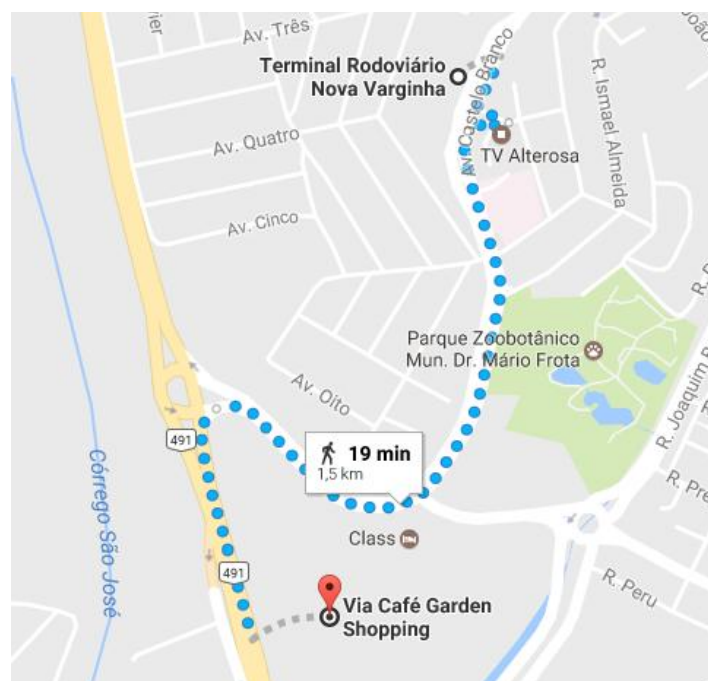 Av. Três
Terminal Rodoviário
Nova Varginha
Av. Castelo Branco
R. Ismael Almeida
Av. Quatro
TV Alterosa
Av. Cinco
Parque Zoobotânico
Mun. Dr. Mário Frota
Av. Oito
R. Joaquim
491
19 min
1,5 km
R. Pre
Class
Córrego São José
491
R. Peru
Via Café Garden
Shopping